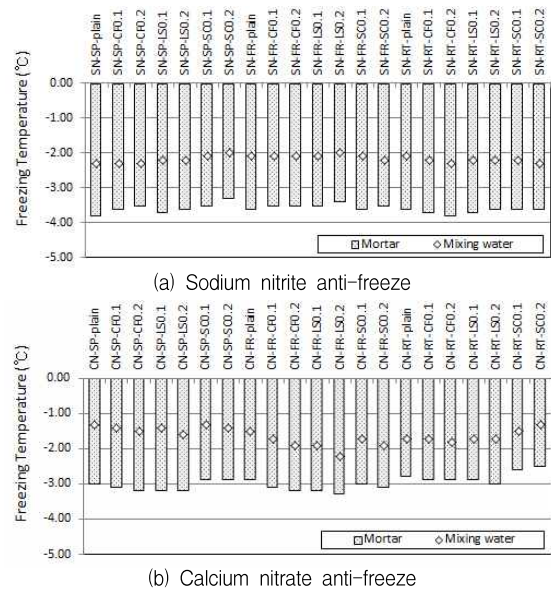 SN-SP-plain
SN-SP-CF0.1
SN-SP-CF0.2
SN-SP-LS0.1
SN-SP-LS0.2
SN-SP-SC0.1
SN-SP-SC0.2
SN-FR-plain
SN-FR-CF0.1
SN-FR-CF0.2
SN-FR-LS0.1
SN-FR-LS0.2
SN-FR-SC0.1
SN-FR-SC0.2
SN-RT-plain
SN-RT-CF0.1
SN-RT-CF0.2
SN-RT-LS0.1
SN-RT-LS0.2
SN-RT-SC0.1
SN-RT-SC0.2
Freezing Temperature (℃)
0.00
-1.00
-2.00
-3.00
-4.00
-5.00
Mortar
Mixing water
(a) Sodium nitrite anti-freeze
CN-SP-plain
CN-SP-CF0.1
CN-SP-CF0.2
CN-SP-LS0.1
CN-SP-LS0.2
CN-SP-SC0.1
CN-SP-SC0.2
CN-FR-plain
CN-FR-CF0.1
CN-FR-CF0.2
CN-FR-LS0.1
CN-FR-LS0.2
CN-FR-SC0.1
CN-FR-SC0.2
CN-RT-plain
CN-RT-CF0.1
CN-RT-CF0.2
CN-RT-LS0.1
CN-RT-LS0.2
CN-RT-SC0.1
CN-RT-SC0.2
Freezing Temperature (℃)
0.00
-1.00
-2.00
-3.00
-4.00
-5.00
Mortar
Mixing water
(b) Calcium nitrate anti-freeze